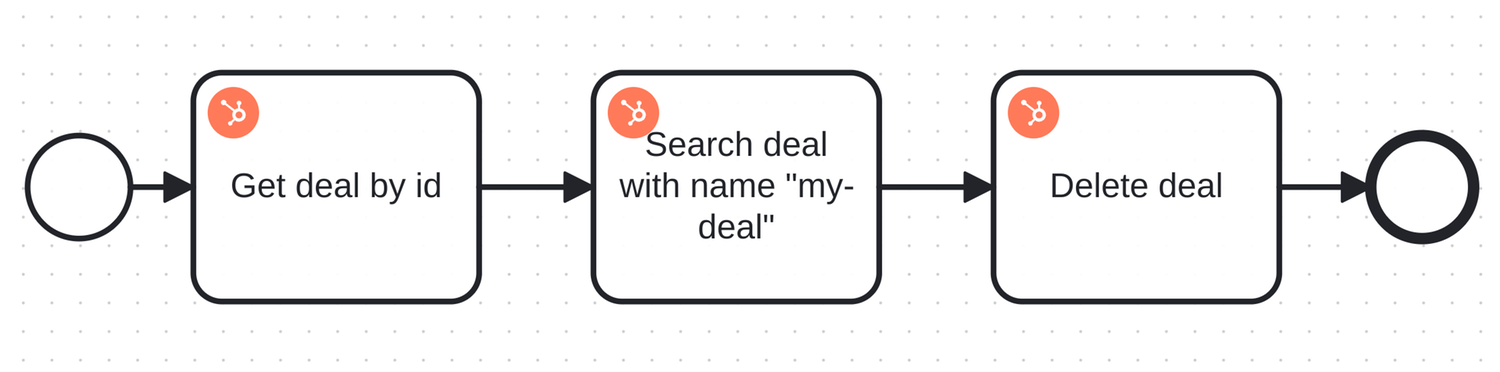 Get deal by id
Search deal
with name "my-
deal"
Delete deal